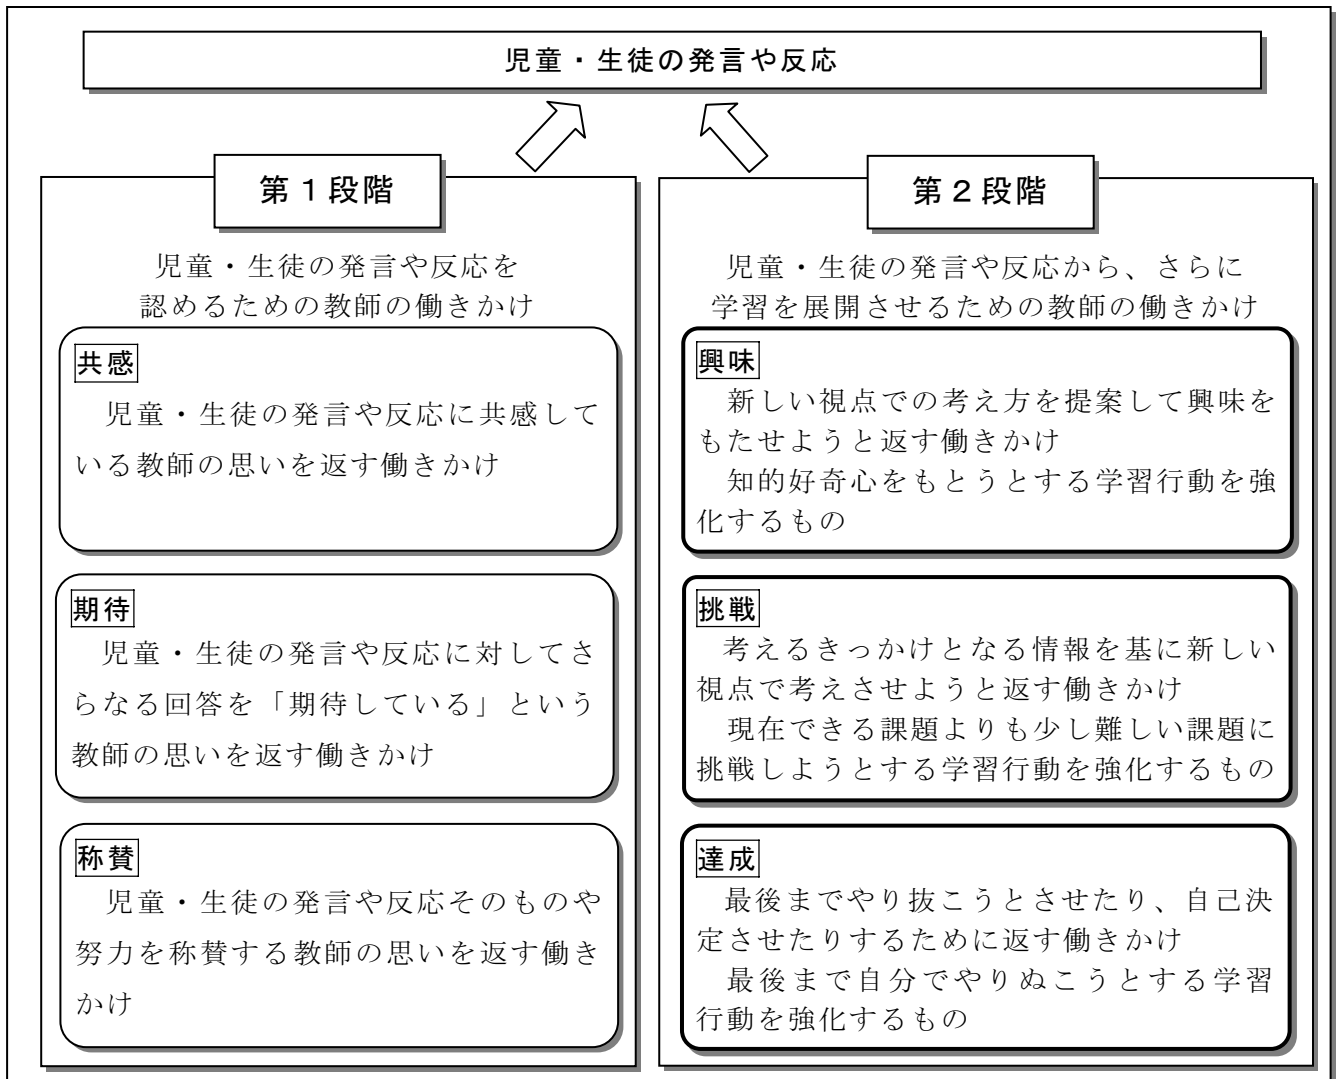 児童・生徒の発言や反応
第１段階
児童・生徒の発言や反応を
認めるための教師の働きかけ
共感
児童・生徒の発言や反応に共感して
いる教師の思いを返す働きかけ
期待
児童・生徒の発言や反応に対してさ
らなる回答を「期待している」という
教師の思いを返す働きかけ
称賛
児童・生徒の発言や反応そのものや
努力を称賛する教師の思いを返す働き
かけ
第２段階
児童・生徒の発言や反応から、さらに
学習を展開させるための教師の働きかけ
興味
新しい視点での考え方を提案して興味を
もたせようと返す働きかけ
知的好奇心をもとうとする学習行動を強
化するもの
挑戦
考えるきっかけとなる情報を基に新しい
視点で考えさせようと返す働きかけ
現在できる課題よりも少し難しい課題に
挑戦しようとする学習行動を強化するもの
達成
最後までやり抜こうとさせたり、自己決
定させたりするために返す働きかけ
最後まで自分でやりぬこうとする学習
行動を強化するもの